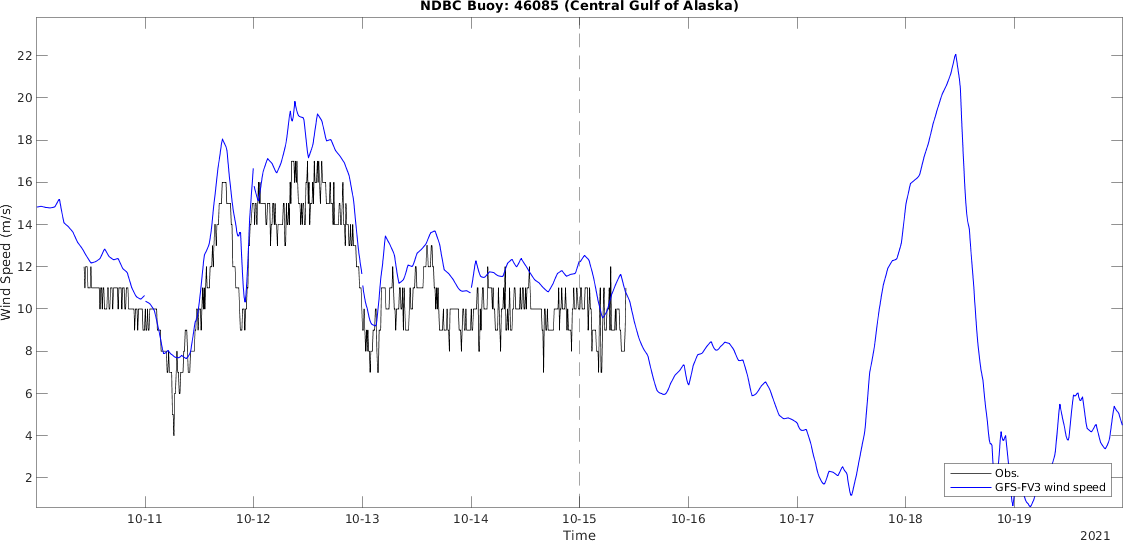 NDBC Buoy: 46085 (Central Gulf of Alaska)
Wind Speed (m/s)
22
20
18
16
14
12
10
8
6
4
2
Obs.
GFS-FV3 wind speed
10-11 10-12 10-13 10-14 10-15 10-16 10-17 10-18 10-19
Time
2021